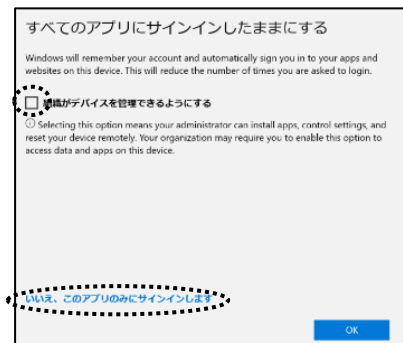 すべてのアプリにサインインしたままにする
Windows will remember your account and automatically sign you in to your apps and
websites on this device. This will reduce the number of times you are asked to login.
組織がデバイスを管理できるようにする
Selecting this option means your administrator can install apps, control settings, and
reset your device remotely. Your organization may require you to enable this option to
access data and apps on this device.
いいえ、このアプリのみにサインインします
OK